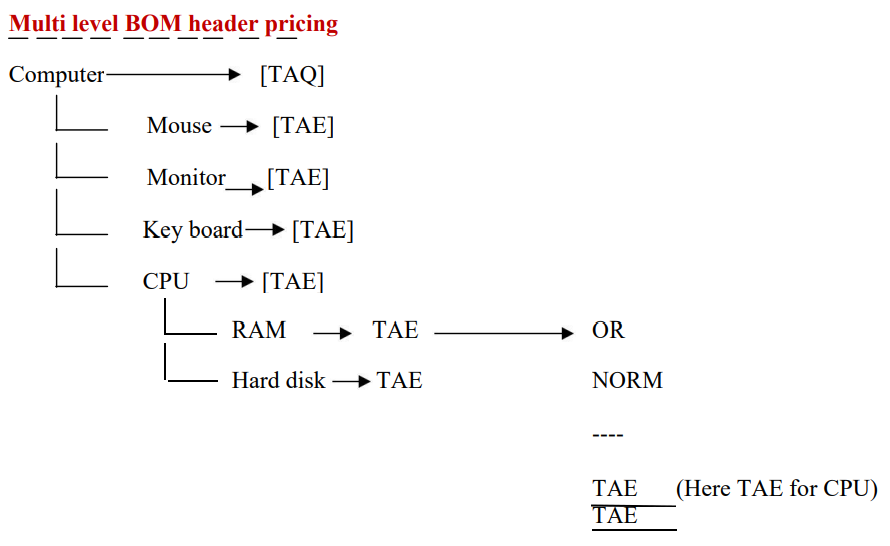 Multi level BOM header pricing
Computer [TAQ]
Mouse [TAE]
Monitor [TAE]
Key board [TAE]
CPU [TAE]
RAM TAE OR
Hard disk TAE NORM
----
TAE (Here TAE for CPU)
TAE